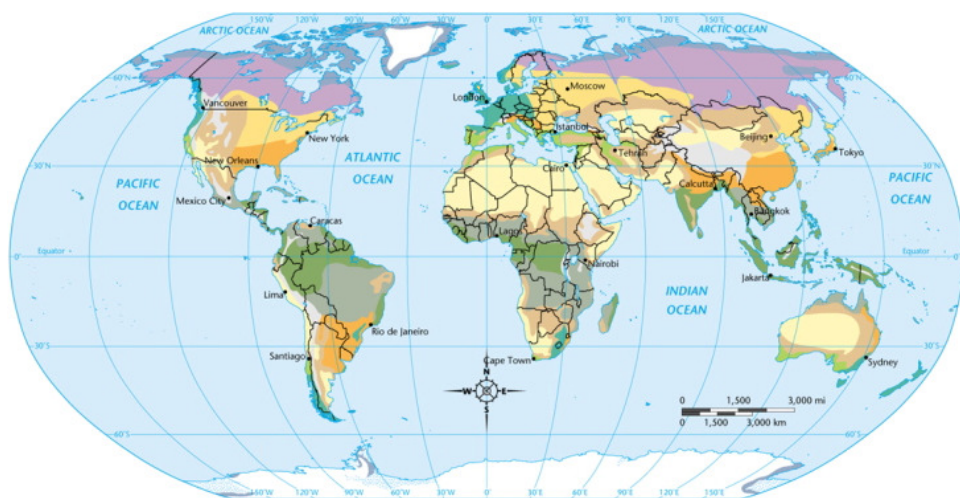 150°W 120°W 90°W 60°W 30°W 0° 30°E 60°E 90°E 120°E 150°E
ARCTIC OCEAN
ARCTIC OCEAN
60°N
60°N
Moscow
London
Vancouver
Istanbul
Beijing
New York
Tehran
Tokyo
ATLANTIC
OCEAN
New Orleans
Cairo
30°N
30°N
PACIFIC
OCEAN
PACIFIC
OCEAN
Calcutta
Mexico City
Bangkok
Caracas
Lagos
Equator
Equator
0°
0°
0°
Nairobi
Jakarta
Lima
INDIAN
OCEAN
Rio de Janeiro
30°S
30°S
Santiago
Cape Town
Sydney
N
W E
S
0 1,500 3,000 mi
0 1,500 3,000 km
60°S
60°S
150°W 120°W 90°W 60°W 30°W 0° 30°E 60°E 90°E 120°E 150°E